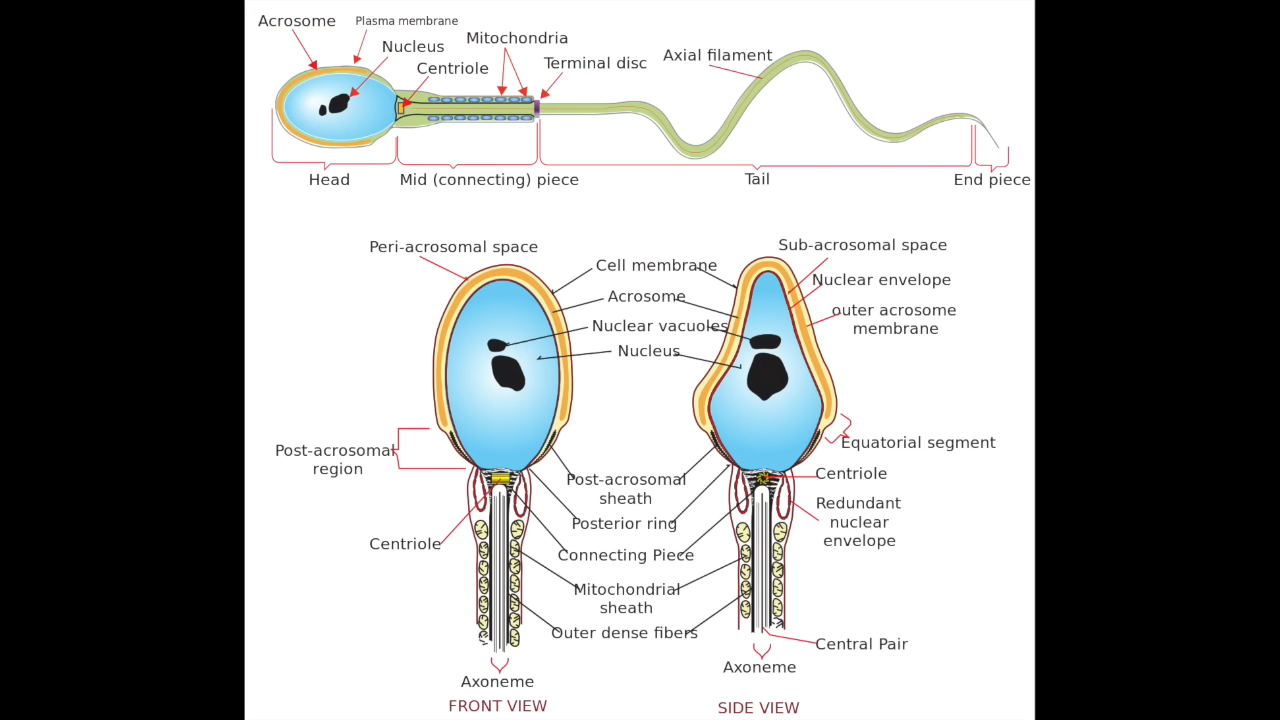 Acrosome
Plasma membrane
Nucleus
Mitochondria
Centriole
Terminal disc
Axial filament
Head
Mid (connecting) piece
Tail
End piece
Peri-acrosomal space
Sub-acrosomal space
Cell membrane
Nuclear envelope
Acrosome
outer acrosome
membrane
Nuclear vacuoles
Nucleus
Post-acrosomal
region
Equatorial segment
Post-acrosomal
sheath
Centriole
Redundant
nuclear
envelope
Posterior ring
Centriole
Connecting Piece
Mitochondrial
sheath
Outer dense fibers
Central Pair
Axoneme
Axoneme
FRONT VIEW
SIDE VIEW